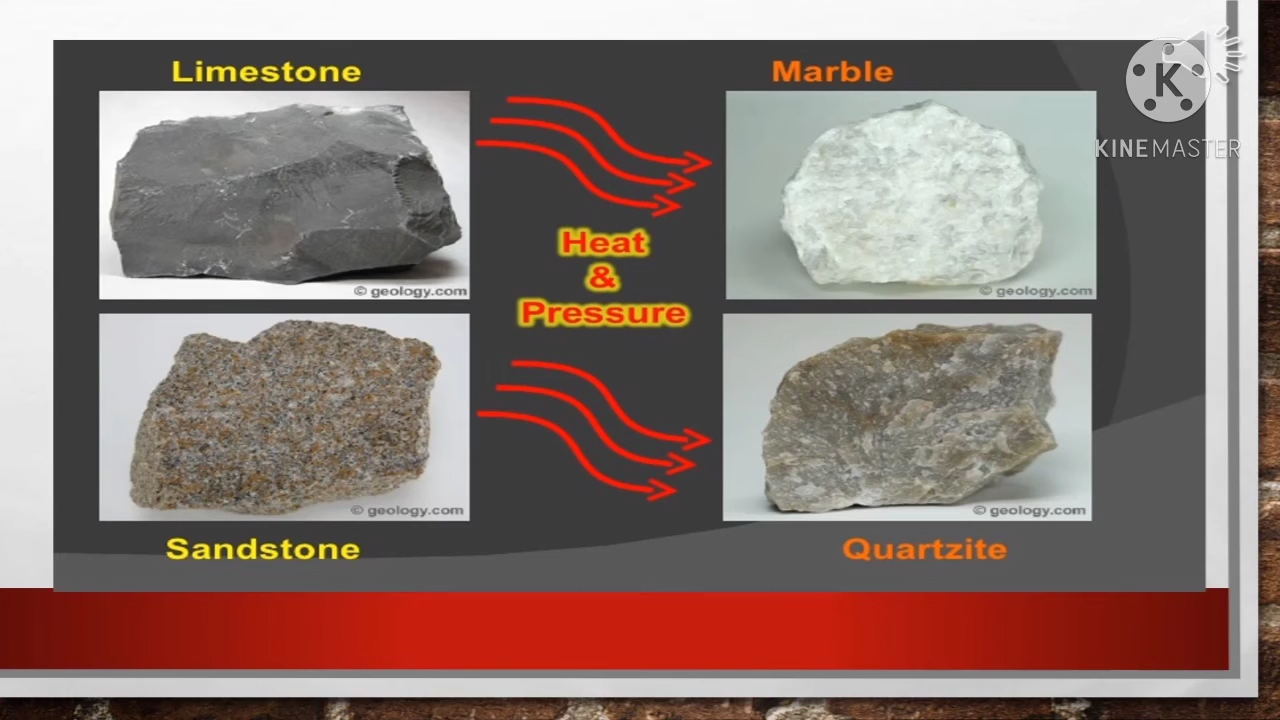 Limestone
Marble
K
KINEMASTER
© geology.com
© geology.com
Heat
&
Pressure
© geology.com
© geology.com
Sandstone
Quartzite